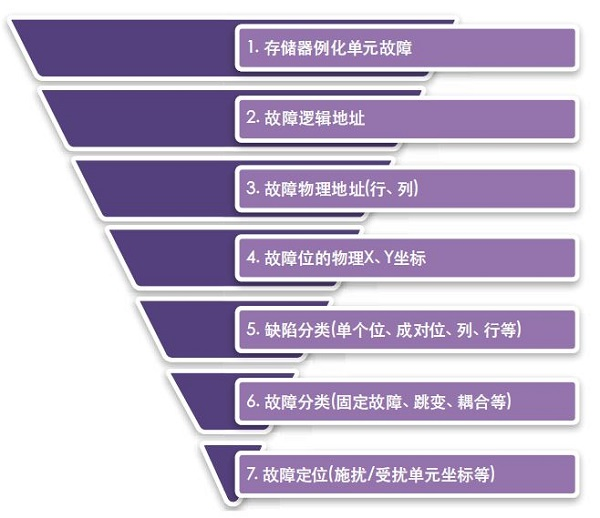 1. 存储器例化单元故障
2. 故障逻辑地址
3. 故障物理地址(行、列)
4. 故障位的物理X、Y坐标
5. 缺陷分类(单个位、成对位、列、行等)
6. 故障分类(固定故障、跳变、耦合等)
7. 故障定位(施扰/受扰单元坐标等)